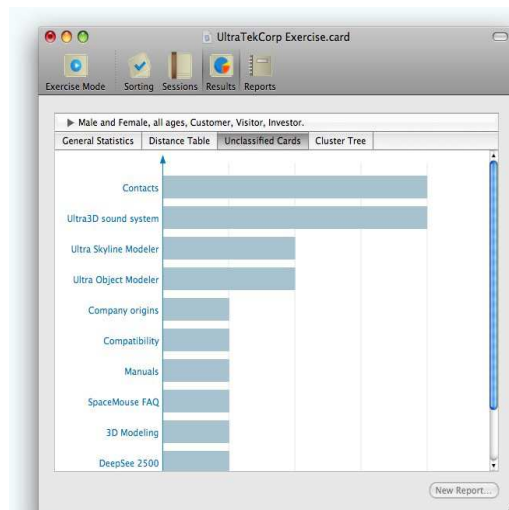 UltraTekCorp Exercise.card
Exercise Mode Sorting Sessions Results Reports
Male and Female, all ages, Customer, Visitor, Investor.
General Statistics Distance Table Unclassified Cards Cluster Tree
Contacts
Ultra3D sound system
Ultra Skyline Modeler
Ultra Object Modeler
Company origins
Compatibility
Manuals
SpaceMouse FAQ
3D Modeling
DeepSee 2500
New Report...